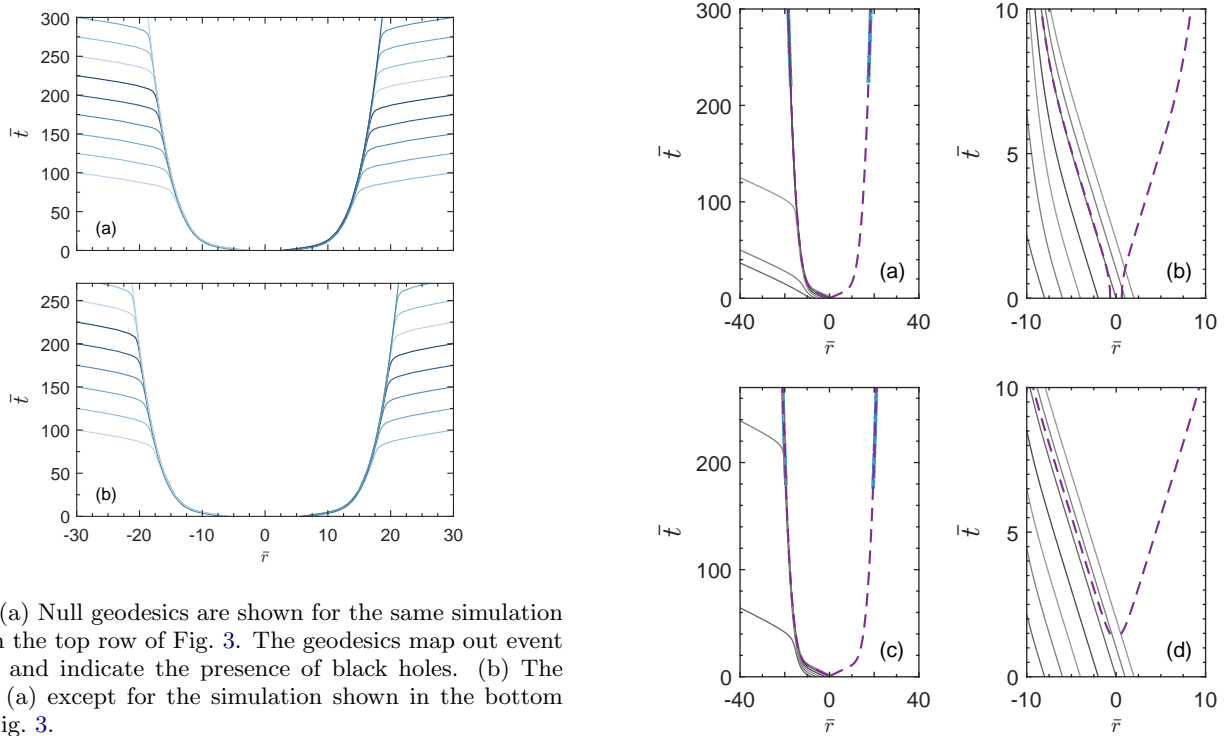 300
250
200
150
100
50
0
t̄
(a)
250
200
150
100
50
0
t̄
(b)
-30 -20 -10 0 10 20 30
r̄
(a) Null geodesics are shown for the same simulation
n the top row of Fig. 3. The geodesics map out event
and indicate the presence of black holes. (b) The
(a) except for the simulation shown in the bottom
ig. 3.
300
200
100
0
t̄
(a)
-40 0 40
r̄
10
5
0
t̄
(b)
-10 0 10
r̄
200
100
0
t̄
(c)
-40 0 40
r̄
10
5
0
t̄
(d)
-10 0 10
r̄